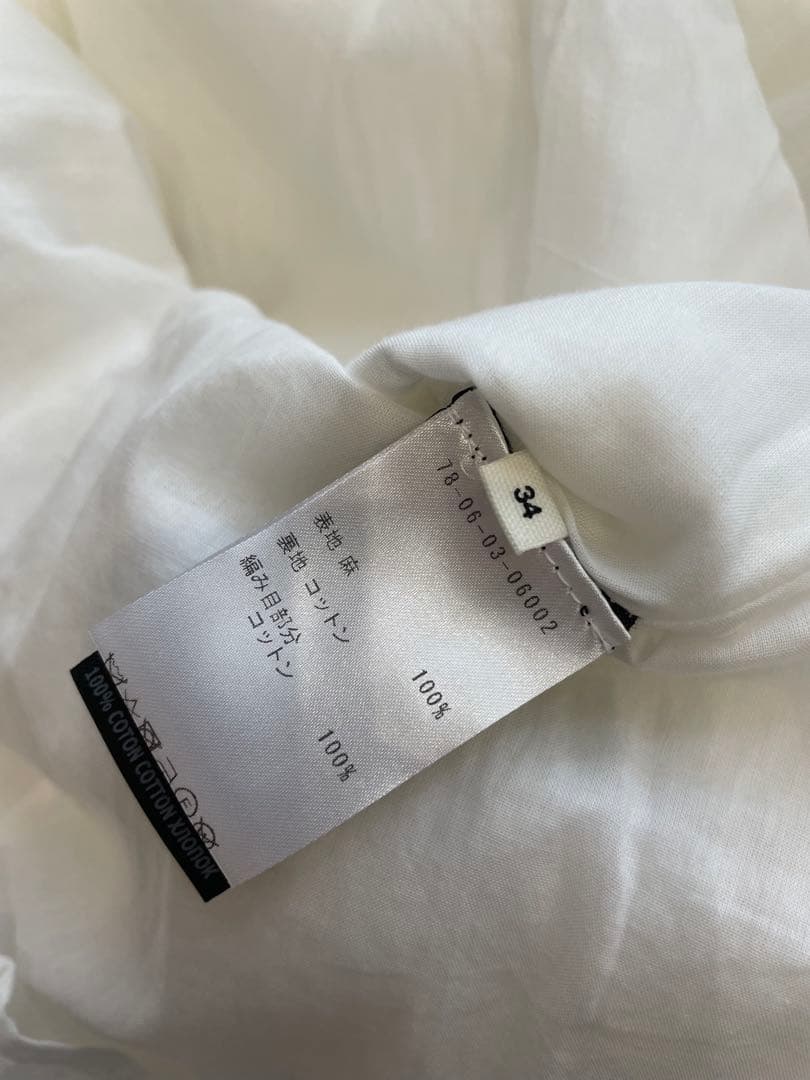 34
78-06-03-06002
表地 麻
100%
裏地 コットン
100%
編み目部分
コットン
100% COTON COTTON ХЛОПОК